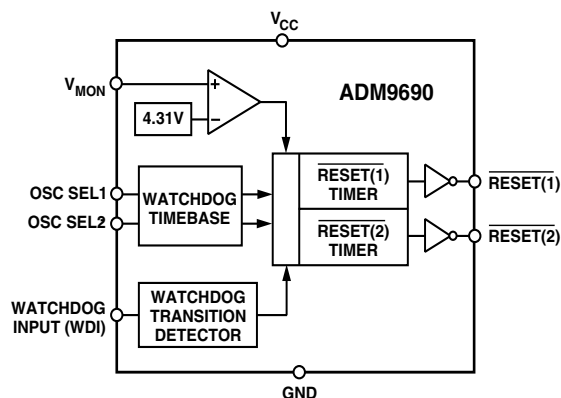 VCC
VMON
+
4.31V
–
ADM9690
OSC SEL1
OSC SEL2
WATCHDOG
TIMEBASE
RESET(1)
TIMER
RESET(1)
RESET(2)
TIMER
RESET(2)
WATCHDOG
INPUT (WDI)
WATCHDOG
TRANSITION
DETECTOR
GND